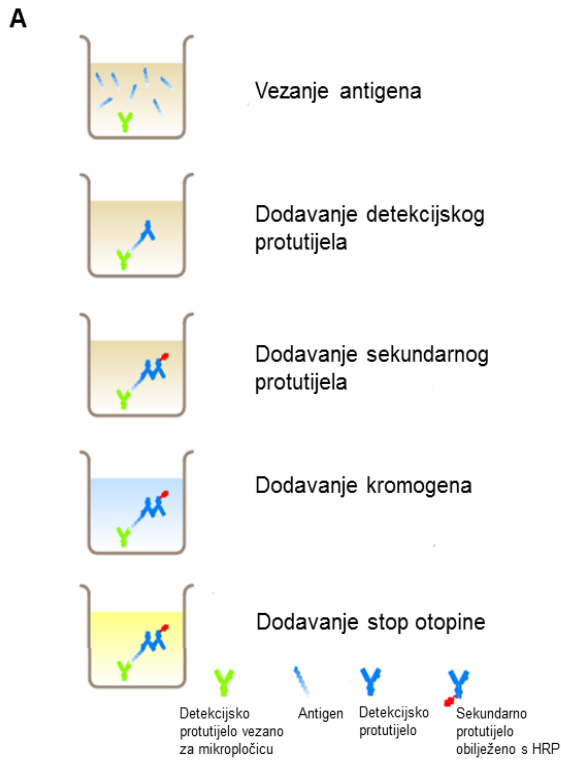 A
Vezanje antigena
Dodavanje detekcijskog
protutijela
Dodavanje sekundarnog
protutijela
Dodavanje kromogena
Dodavanje stop otopine
Detekcijsko
protutijelo vezano
za mikropločicu
Antigen
Detekcijsko
protutijelo
Sekundarno
protutijelo
obilježeno s HRP